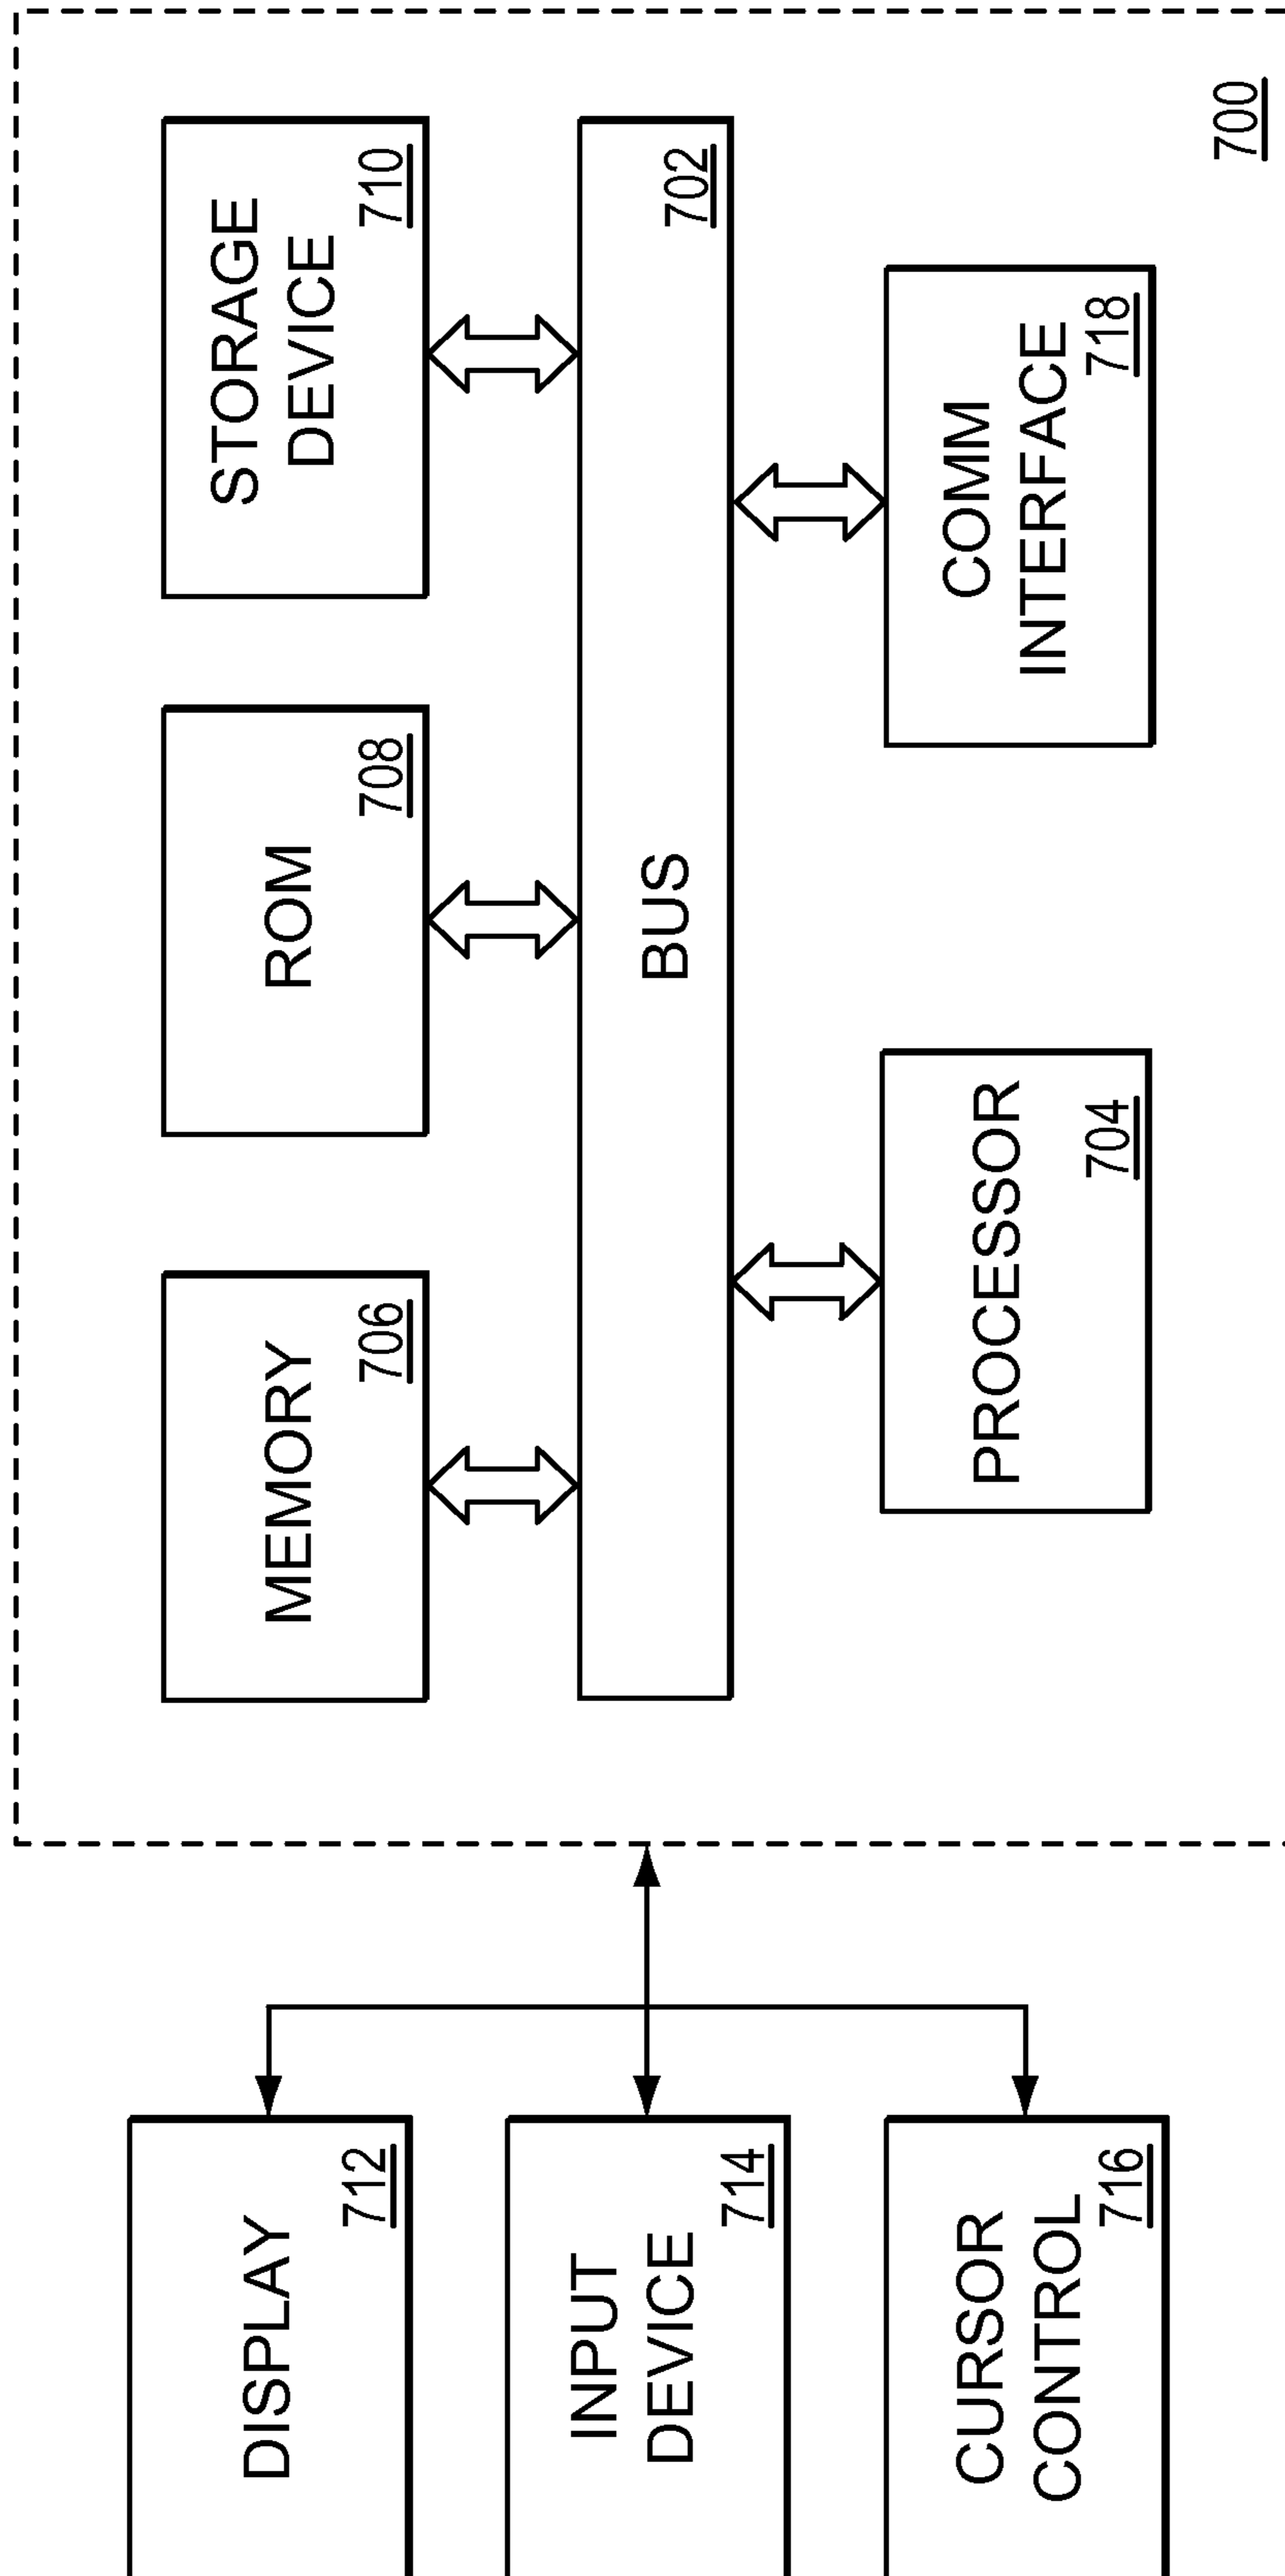 DISPLAY
712
INPUT
DEVICE
714
CURSOR
CONTROL
716
MEMORY
706
ROM
708
STORAGE
DEVICE
710
BUS
702
PROCESSOR
704
COMM
INTERFACE
718
700